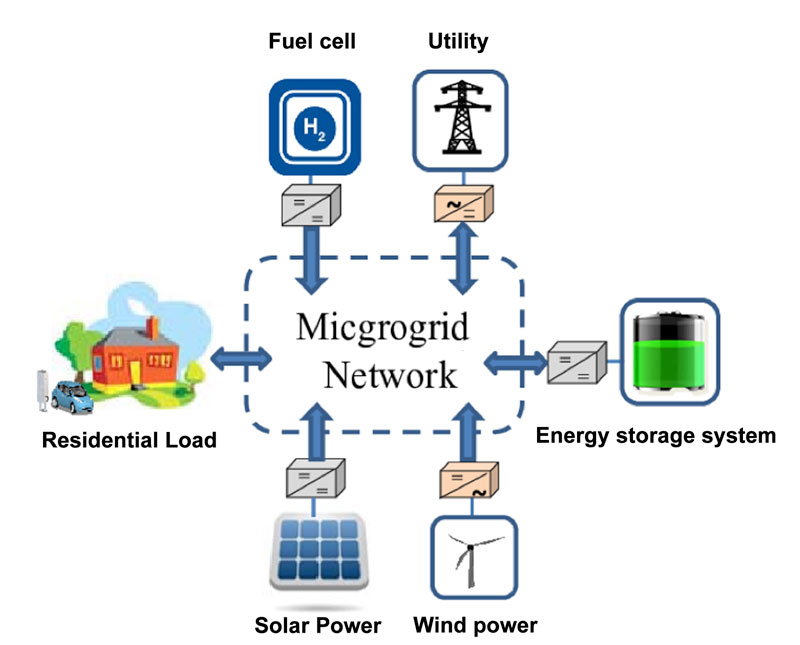 Fuel cell
Utility
H2
Micgrogrid
Network
Residential Load
Energy storage system
Solar Power
Wind power